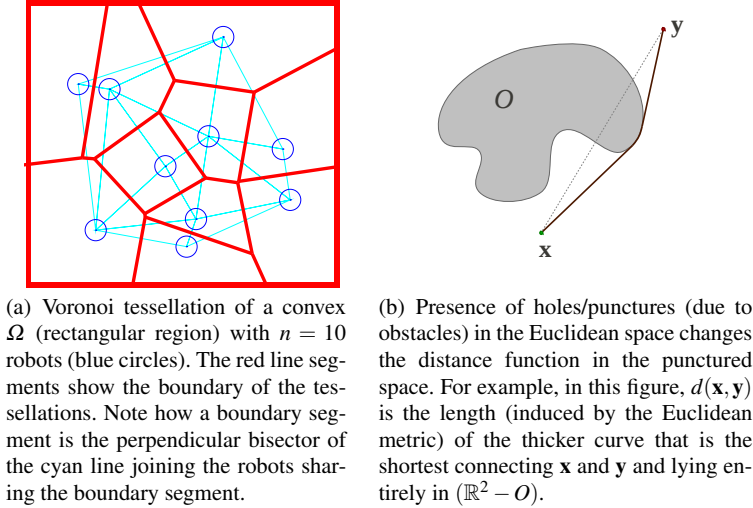 y
O
x
(a) Voronoi tessellation of a convex
Ω (rectangular region) with n = 10
robots (blue circles). The red line seg-
ments show the boundary of the tes-
sellations. Note how a boundary seg-
ment is the perpendicular bisector of
the cyan line joining the robots shar-
ing the boundary segment.
(b) Presence of holes/punctures (due to
obstacles) in the Euclidean space changes
the distance function in the punctured
space. For example, in this figure, d(x,y)
is the length (induced by the Euclidean
metric) of the thicker curve that is the
shortest connecting x and y and lying en-
tirely in (ℝ² − O).